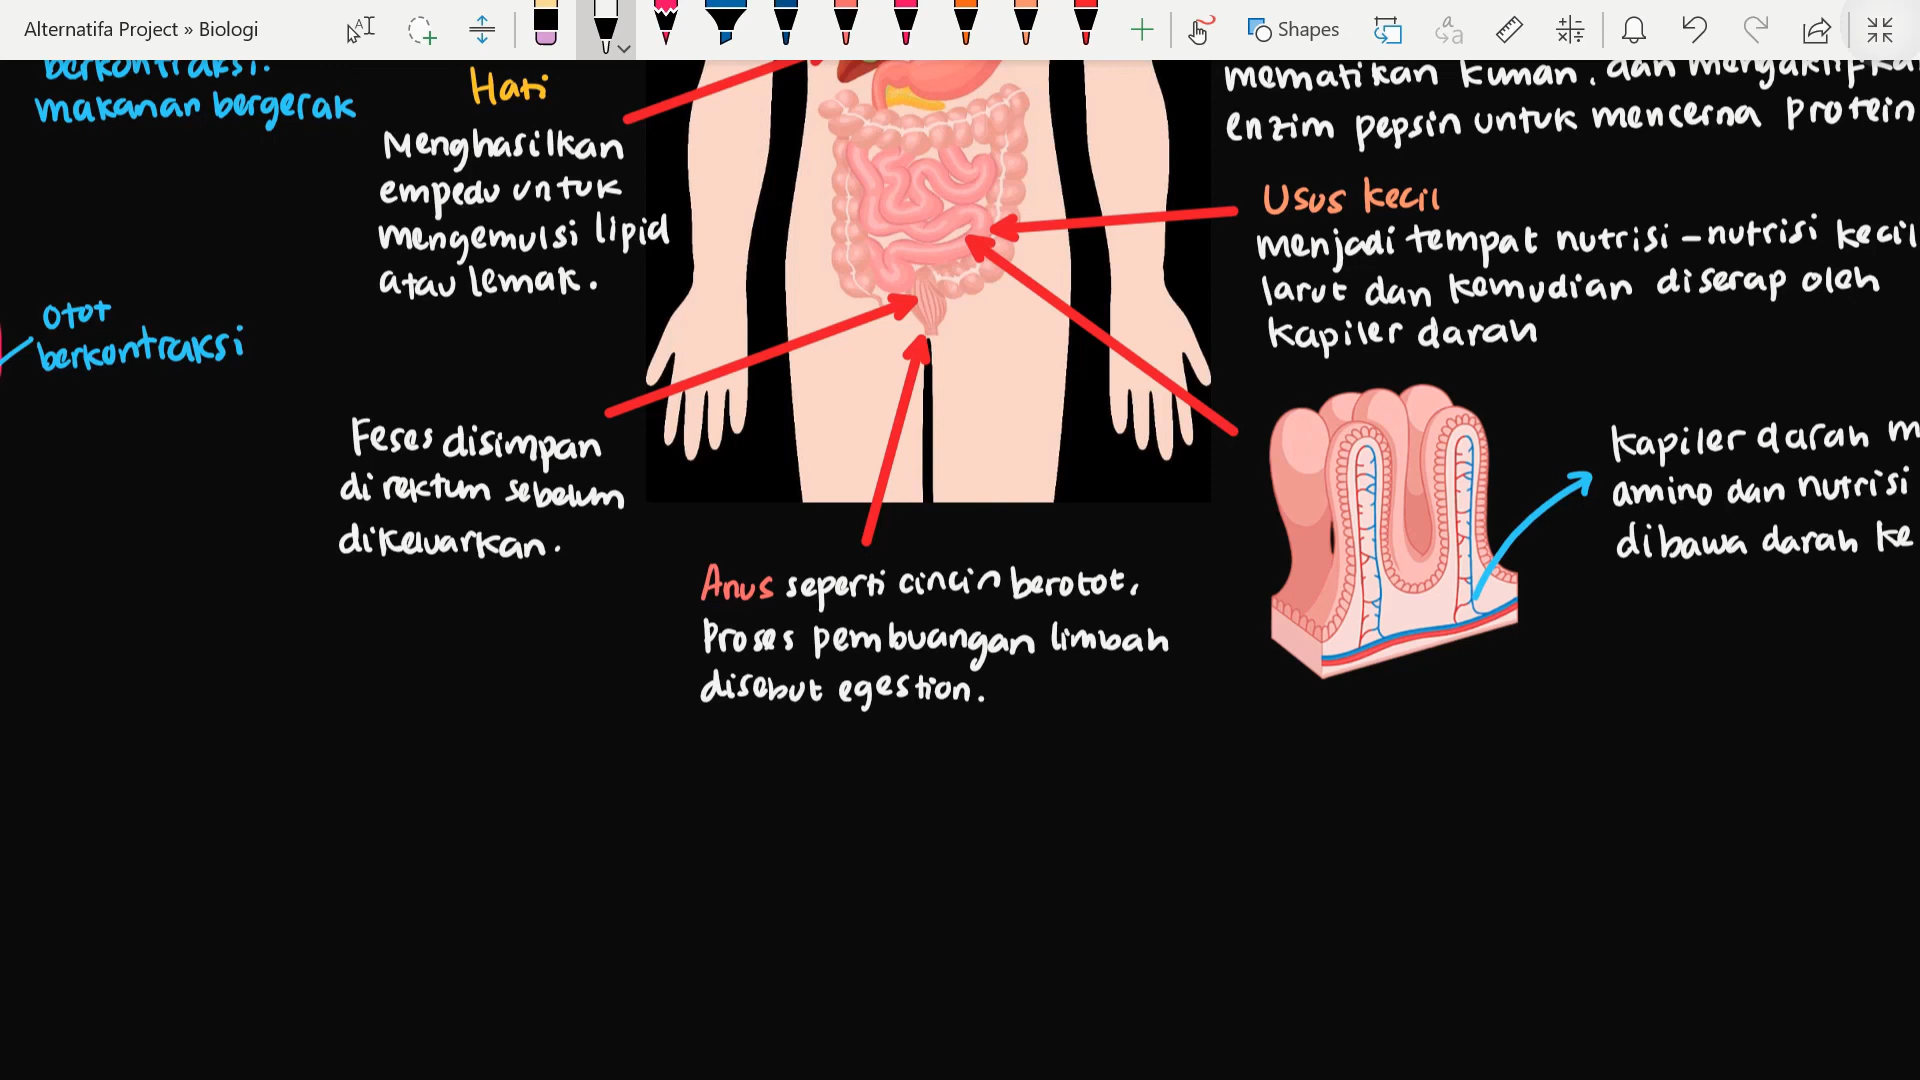 Alternatifa Project » Biologi
Shapes
berkontraksi.
makanan bergerak
Otot
berkontraksi
Hati
Menghasilkan
empedu untuk
mengemulsi lipid
atau lemak.
Feses disimpan
di rektum sebelum
dikeluarkan.
Anus seperti cincin berotot.
Proses pembuangan limbah
disebut egestion.
mematikan kuman. dan mengaktifka
enzim pepsin untuk mencerna protein
Usus kecil
menjadi tempat nutrisi-nutrisi kecil
larut dan kemudian diserap oleh
kapiler darah
kapiler darah m
amino dan nutrisi
dibawa darah ke